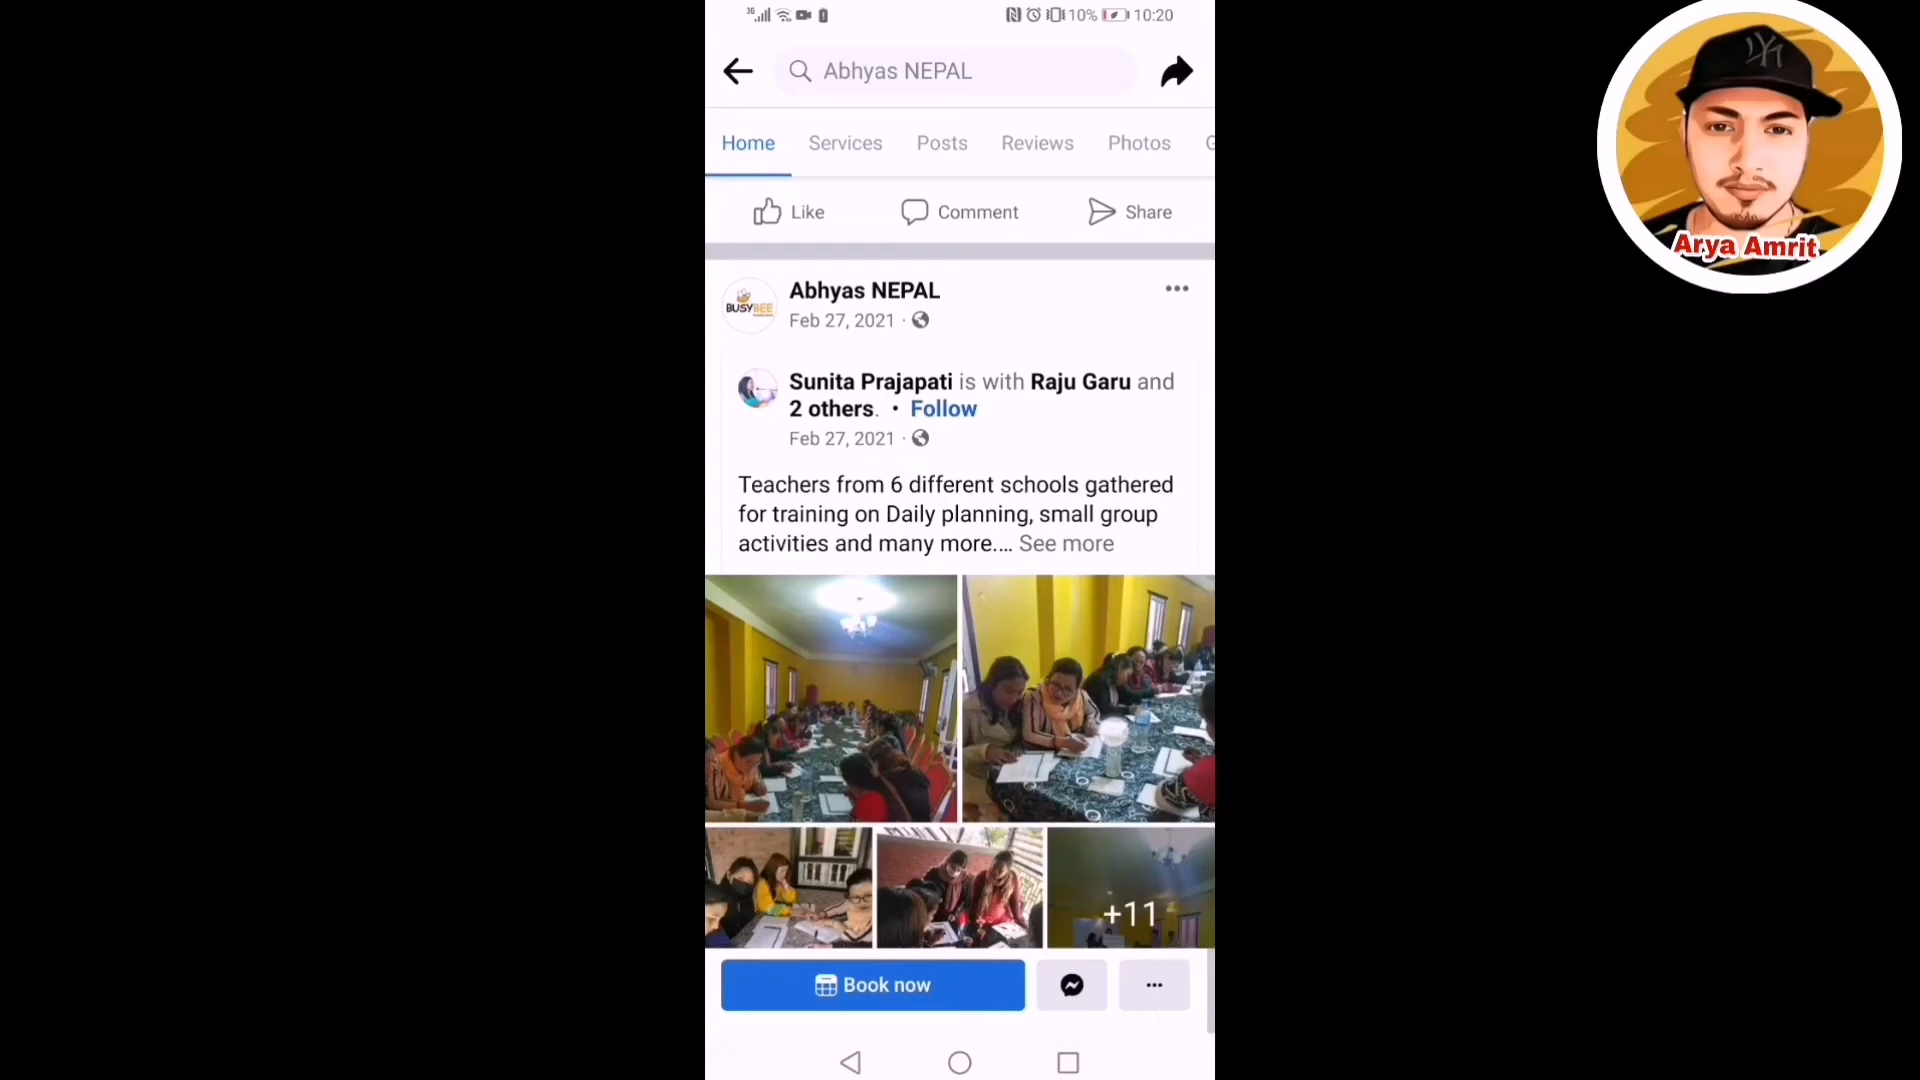 3G 10% 10:20
Abhyas NEPAL
Home Services Posts Reviews Photos
Like Comment Share
Abhyas NEPAL
BUSYBEE
Feb 27, 2021 ·
Sunita Prajapati is with Raju Garu and
2 others. • Follow
Feb 27, 2021 ·
Teachers from 6 different schools gathered
for training on Daily planning, small group
activities and many more.... See more
+11
Book now
Arya Amrit